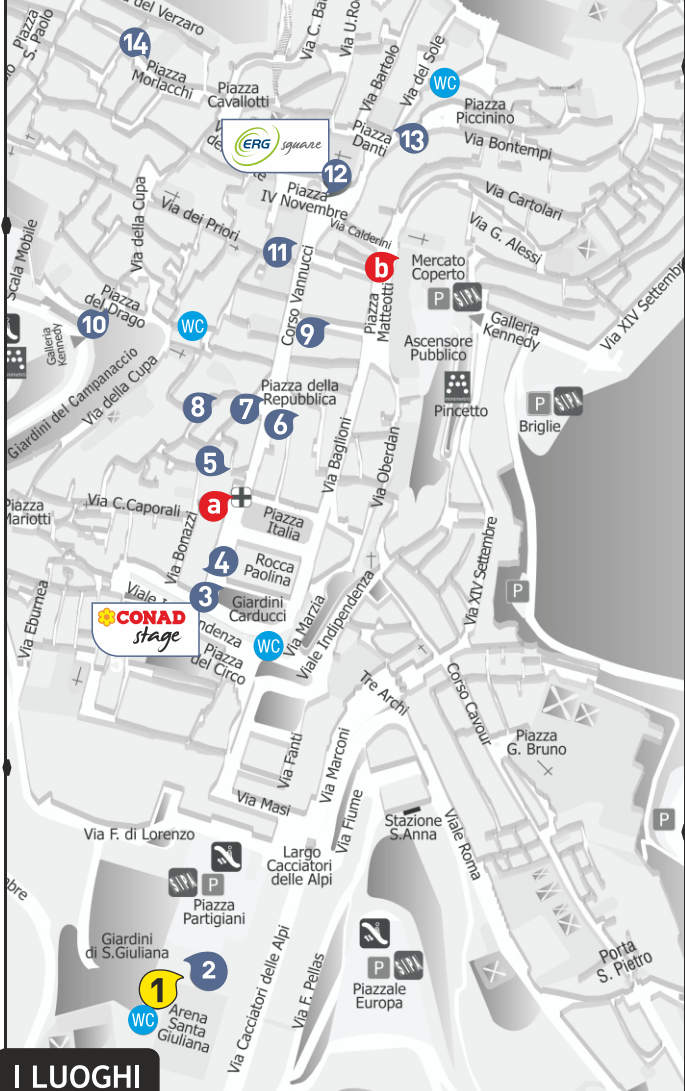 Piazza
S. Paolo
a del Verzaro
14
Piazza
Morlacchi
Via C. Ba
Via U.Ro
Via Bartolo
Via del Sole
WC
Piazza
Cavallotti
Piazza
Piccinino
ERG square
Piazza
Danti
13
Via Bontempi
12
Piazza
IV Novembre
Via Cartolari
Via della Cupa
Via dei Priori
Via Calderini
Via G. Alessi
11
Corso Vannucci
b
Mercato
Coperto
P SIPA
Piazza
Matteotti
Galleria
Kennedy
Via XIV Settembr
Scala Mobile
Piazza
del Drago
10
WC
9
Galleria
Kennedy
Ascensore
Pubblico
Pincetto
Giardini del Campanaccio
Via della Cupa
Piazza della
Repubblica
8
7
6
P SIPA
Briglie
Via Baglioni
Via Oberdan
5
a
Piazza
Mariotti
Via C.Caporali
Via Bonazzi
Piazza
Italia
4
Rocca
Paolina
Via XIV Settembre
3
Giardini
Carducci
P
Via Eburnea
Viale I
ndenza
CONAD
stage
Via Marzia
Viale Indipendenza
WC
Piazza
del Circo
Tre Archi
Corso Cavour
Piazza
G. Bruno
Via Fanti
Via Marconi
Via Masi
Via Fiume
Stazione
S.Anna
Viale Roma
P
Via F. di Lorenzo
Largo
Cacciatori
delle Alpi
SIPA P
Piazza
Partigiani
bre
Giardini
di S.Giuliana
2
1
WC
Arena
Santa
Giuliana
Via Cacciatori delle Alpi
Via F. Pellas
P SIPA
Piazzale
Europa
Porta
S. Pietro
I LUOGHI